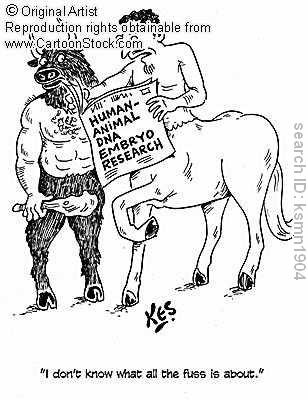 © Original Artist
Reproduction rights obtainable from
www.CartoonStock.com
HUMAN-
ANIMAL
DNA
EMBRYO
RESEARCH
search ID: ksmn1904
KES
"I don't know what all the fuss is about."